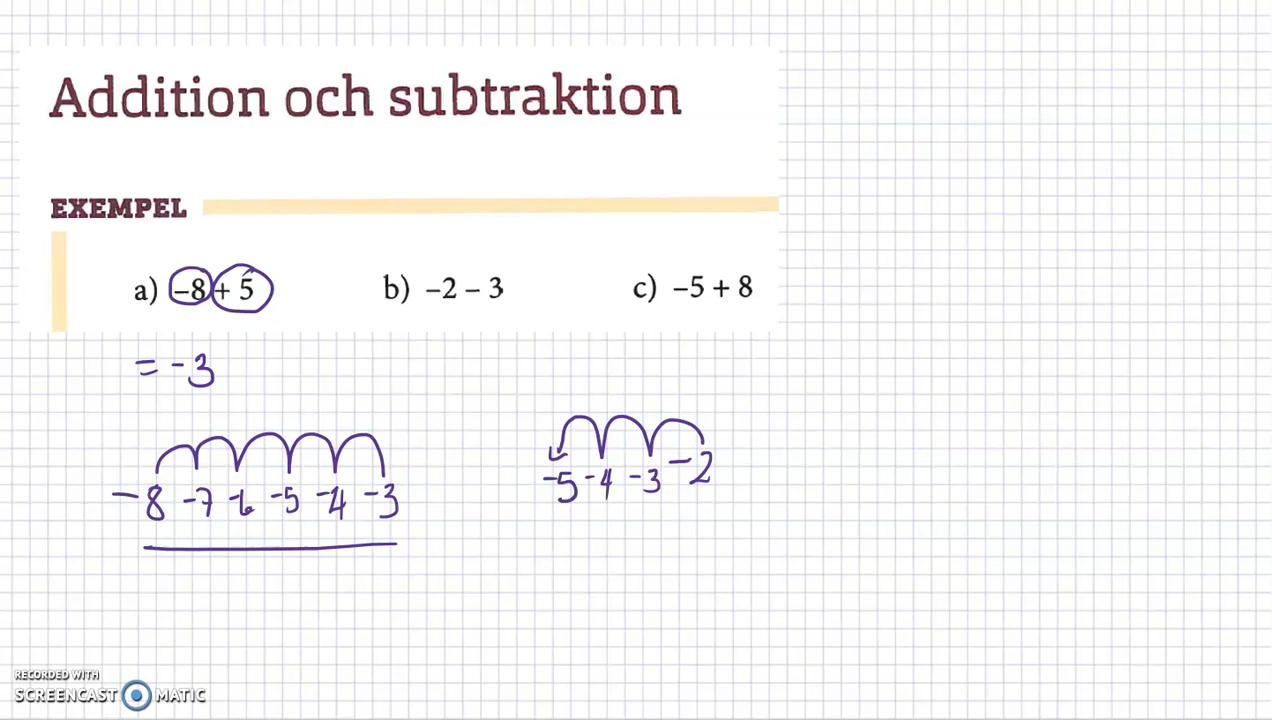 Addition och subtraktion
EXEMPEL
a) –8 + 5 b) –2 – 3 c) –5 + 8
= -3
-8 -7 -6 -5 -4 -3
-5 -4 -3 -2
RECORDED WITH
SCREENCAST MATIC